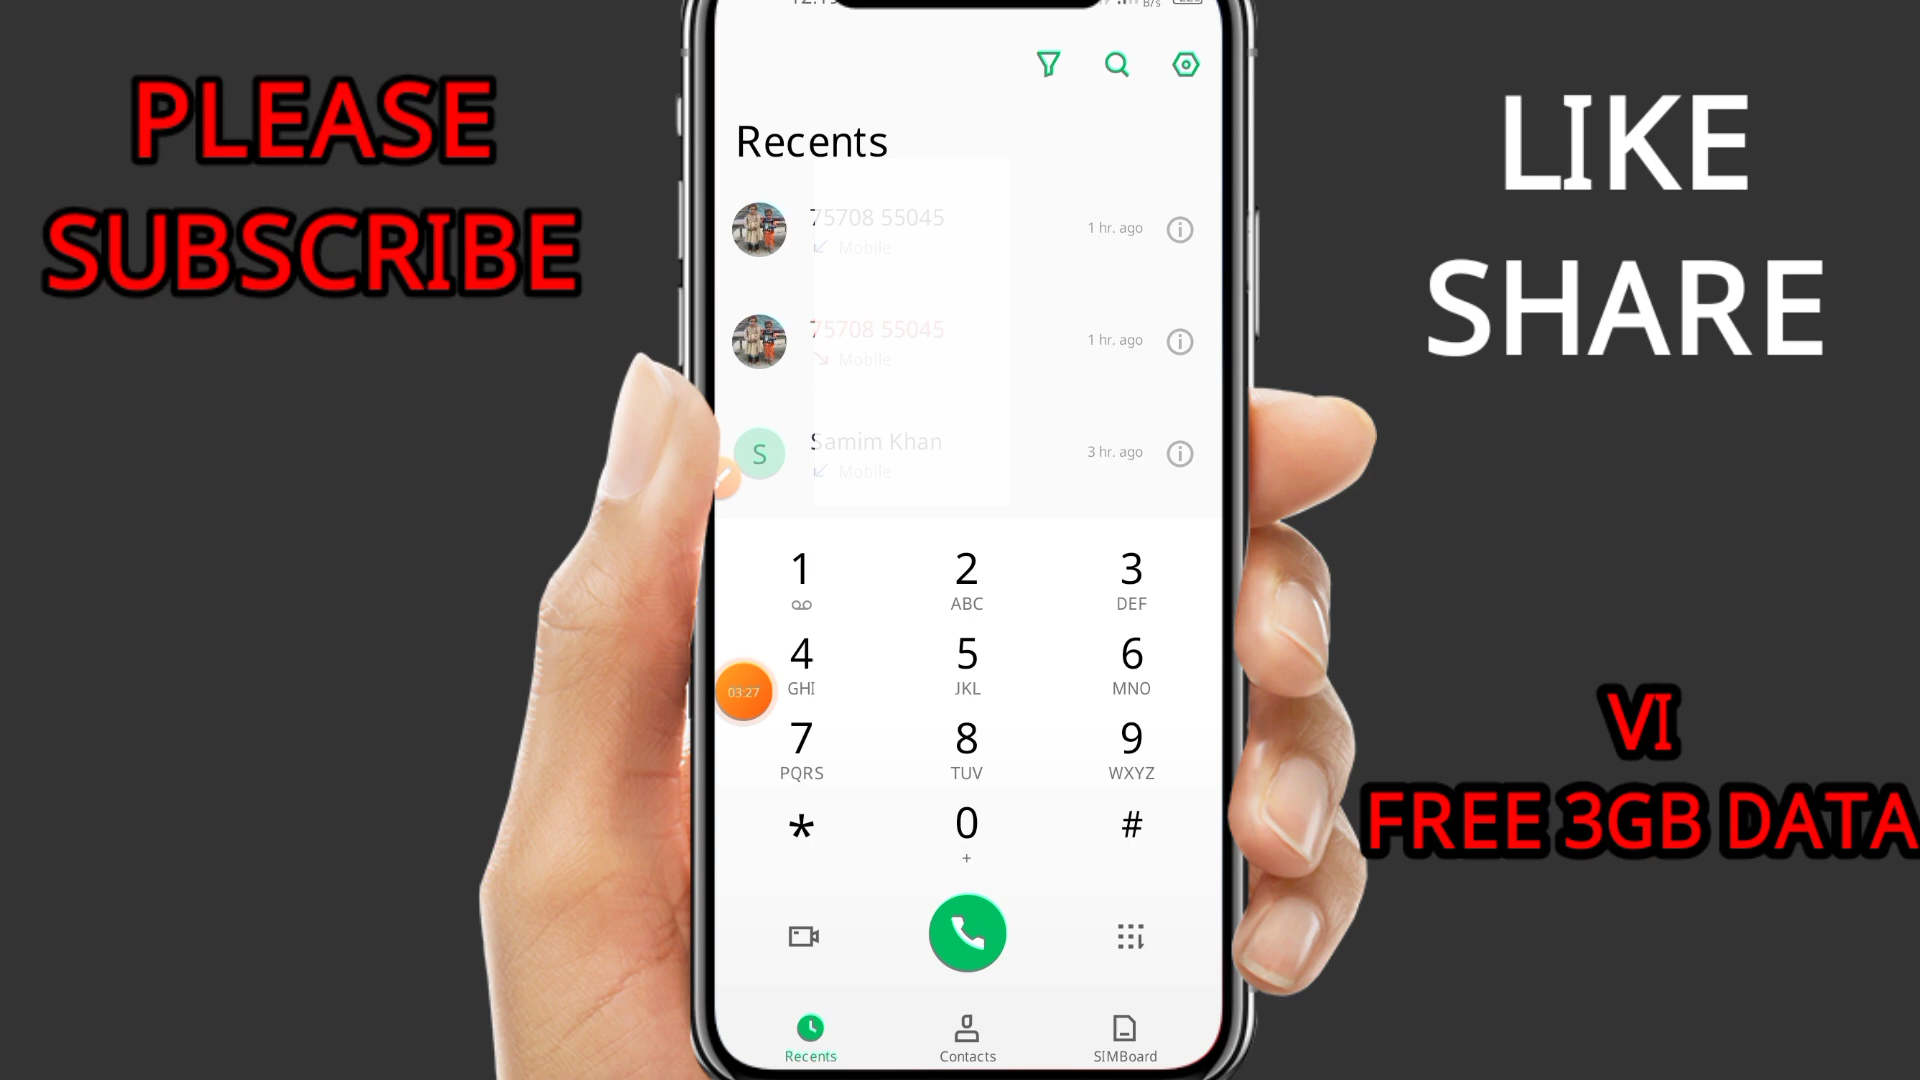 PLEASE
SUBSCRIBE
LIKE
SHARE
VI
FREE 3GB DATA
B/s
Recents
75708 55045
Mobile
1 hr. ago
75708 55045
Mobile
1 hr. ago
S
Samim Khan
Mobile
3 hr. ago
1
2
ABC
3
DEF
4
GHI
5
JKL
6
MNO
03:27
7
PQRS
8
TUV
9
WXYZ
*
0
+
#
Recents
Contacts
SIMBoard